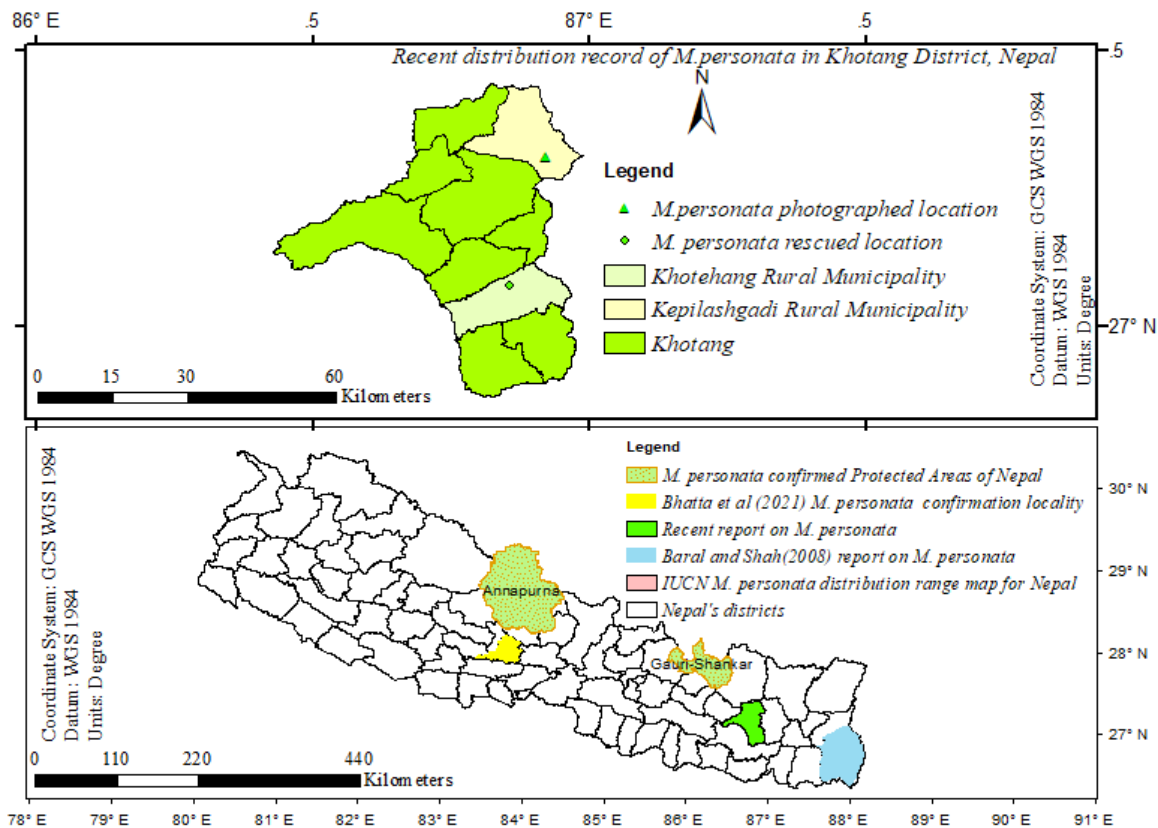 86° E .5 87° E .5
Recent distribution record of M.personata in Khotang District, Nepal
.5
N
Legend
M.personata photographed location
M. personata rescued location
Khotehang Rural Municipality
Kepilashgadi Rural Municipality
Khotang
27° N
Coordinate System : GCS WGS 1984
Datum : WGS 1984
Units: Degree
0 15 30 60
Kilometers
Coordinate System : GCS WGS 1984
Datum : WGS 1984
Units: Degree
Legend
M. personata confirmed Protected Areas of Nepal
Bhatta et al (2021) M. personata confirmation locality
Recent report on M. personata
Baral and Shah(2008) report on M. personata
IUCN M. personata distribution range map for Nepal
Nepal's districts
Annapurna
Gauri-Shankar
30° N
29° N
28° N
27° N
0 110 220 440
Kilometers
78° E 79° E 80° E 81° E 82° E 83° E 84° E 85° E 86° E 87° E 88° E 89° E 90° E 91° E